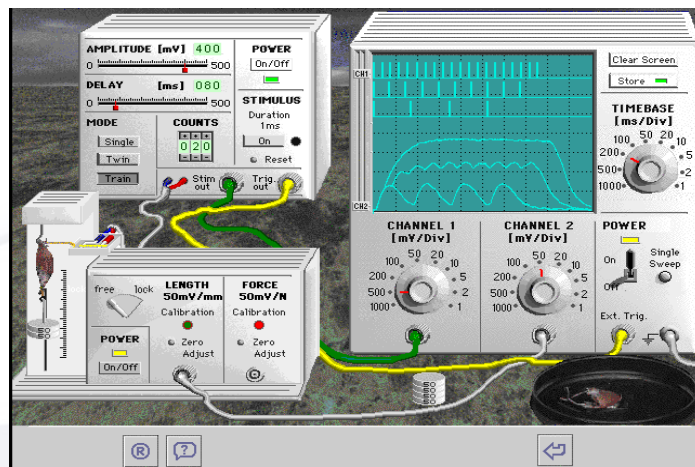 AMPLITUDE [mV] 400
0 500
DELAY [ms] 080
0 500
MODE
Single
Twin
Train
COUNTS
020
POWER
On/Off
STIMULUS
Duration
1ms
On
Reset
Stim out
Trig. out
CH1
CH2
Clear Screen
Store
TIMEBASE
[ms/Div]
50
100 20
200 10
500 5
1000 2
1
CHANNEL 1
[mV/Div]
50
100 20
200 10
500 5
1000 2
1
CHANNEL 2
[mV/Div]
50
100 20
200 10
500 5
1000 2
1
POWER
On
Off
Single
Sweep
Ext. Trig.
free lock
POWER
On/Off
LENGTH
50mV/mm
Calibration
Zero
Adjust
FORCE
50mV/N
Calibration
Zero
Adjust
50
50
50
50
®
?